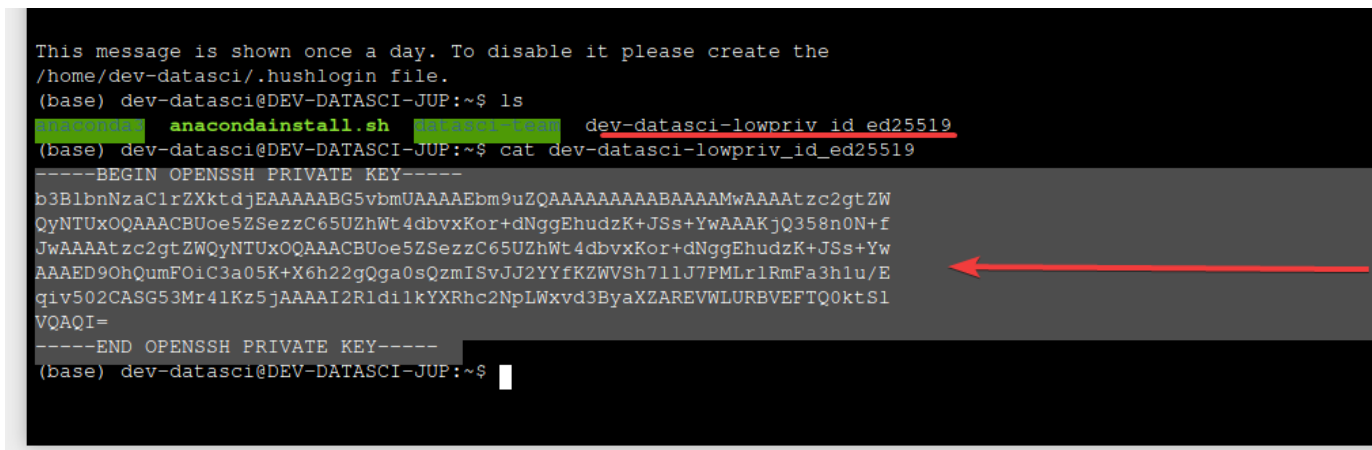 This message is shown once a day. To disable it please create the
/home/dev-datasci/.hushlogin file.
(base) dev-datasci@DEV-DATASCI-JUP:~$ ls
anaconda3 anacondainstall.sh datasci-team dev-datasci-lowpriv_id_ed25519
(base) dev-datasci@DEV-DATASCI-JUP:~$ cat dev-datasci-lowpriv_id_ed25519
-----BEGIN OPENSSH PRIVATE KEY-----
b3BlbnNzaC1rZXktdjEAAAAABG5vbmUAAAAEbm9uZQAAAAAAAAABAAAAMwAAAAtzc2gtZW
QyNTUxOQAAACBUoe5ZSezzC65UZhWt4dbvxKor+dNggEhudzK+JSs+YwAAAKjQ358n0N+f
JwAAAAtzc2gtZWQyNTUxOQAAACBUoe5ZSezzC65UZhWt4dbvxKor+dNggEhudzK+JSs+Yw
AAAED9OhQumFOiC3a05K+X6h22gQga0sQzmISvJJ2YYfKZWVSh7llJ7PMLrlRmFa3h1u/E
qiv502CASG53Mr4lKz5jAAAAI2Rldi1kYXRhc2NpLWxvd3ByaXZAREVWLURBVEFTQ0ktSl
VQAQI=
-----END OPENSSH PRIVATE KEY-----
(base) dev-datasci@DEV-DATASCI-JUP:~$